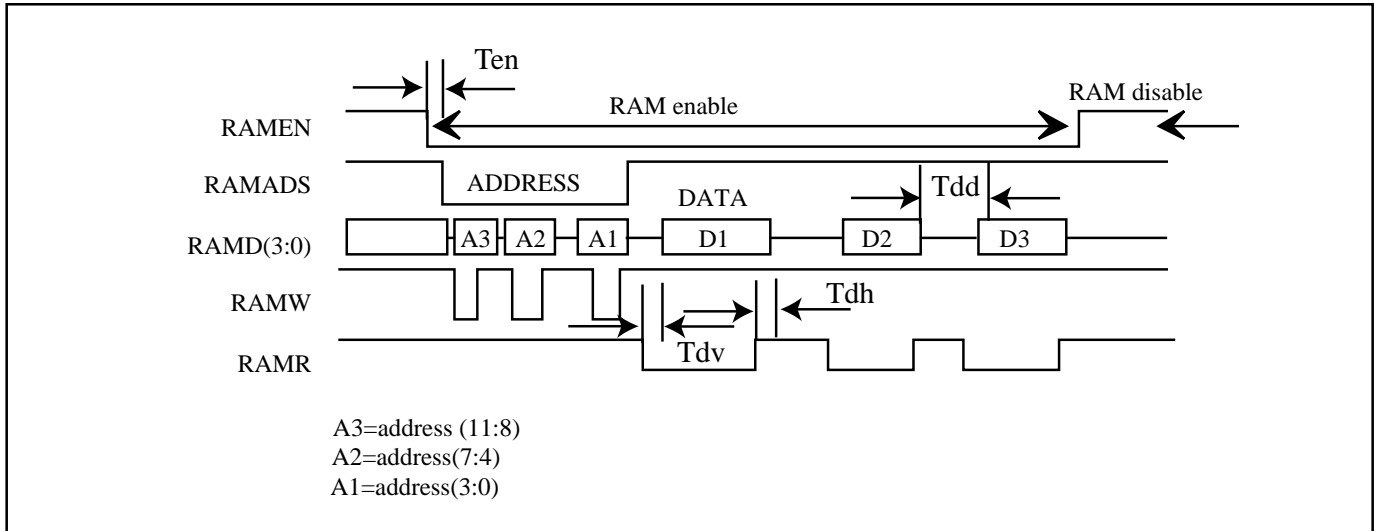 Ten
RAM enable
RAM disable
RAMEN
RAMADS
ADDRESS
Tdd
DATA
RAMD(3:0)
A3 A2 A1 D1 D2 D3
RAMW
Tdh
Tdv
RAMR
A3=address (11:8)
A2=address(7:4)
A1=address(3:0)